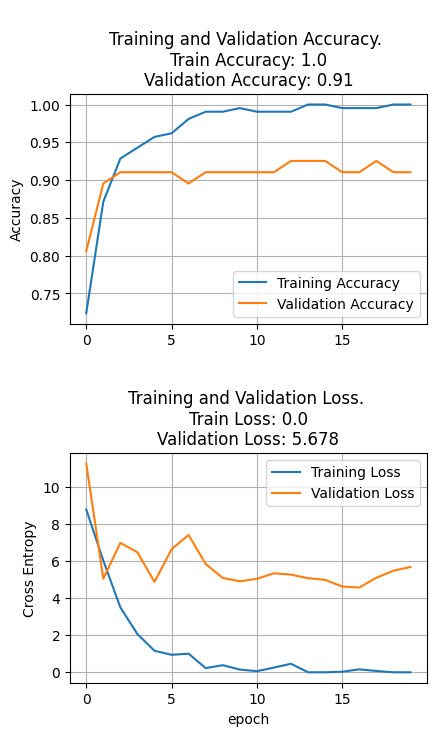 Training and Validation Accuracy.
Train Accuracy: 1.0
Validation Accuracy: 0.91
1.00
0.95
0.90
0.85
0.80
0.75
Accuracy
Training Accuracy
Validation Accuracy
0 5 10 15
Training and Validation Loss.
Train Loss: 0.0
Validation Loss: 5.678
10
8
6
4
2
0
Cross Entropy
Training Loss
Validation Loss
0 5 10 15
epoch